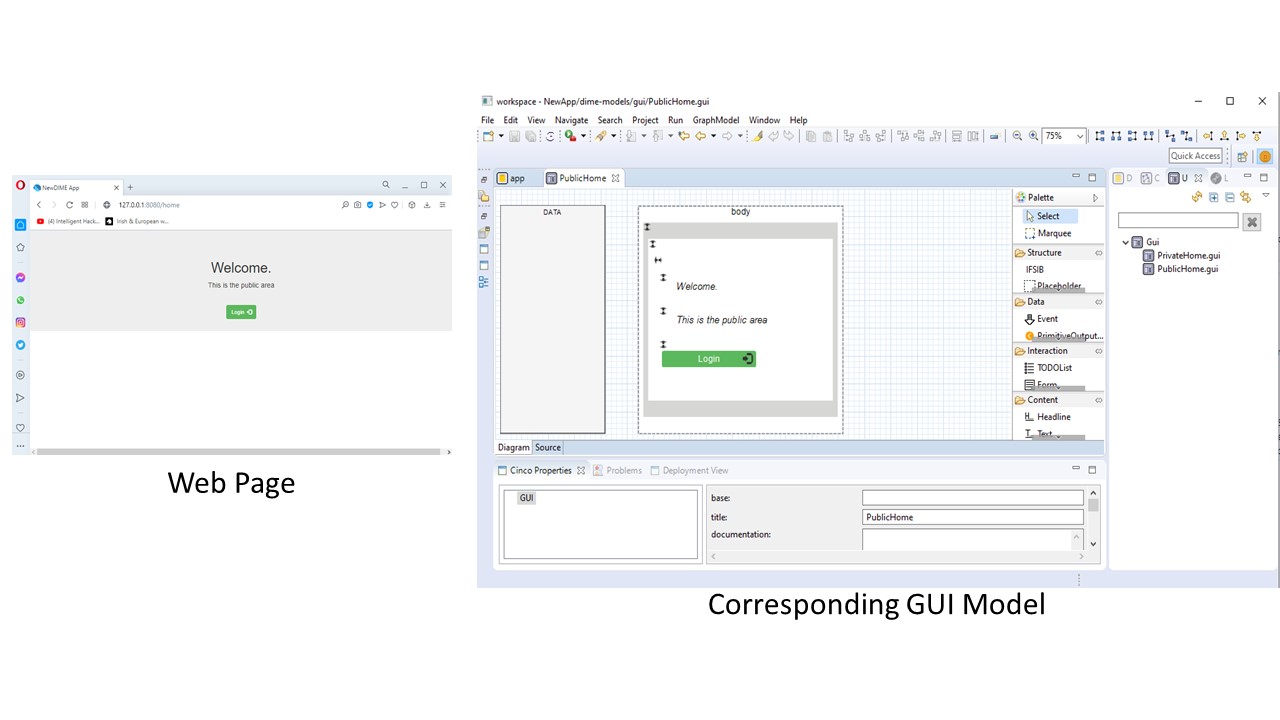 NewDIME App
127.0.0.1:8080/home
(4) Intelligent Hack...
Irish & European w...
Welcome.
This is the public area
Login
Web Page
workspace - NewApp/dime-models/gui/PublicHome.gui
File Edit View Navigate Search Project Run GraphModel Window Help
75%
Quick Access
app
PublicHome
DATA
body
Welcome.
This is the public area
Login
Palette
Select
Marquee
Structure
IFSIB
Placeholder
Data
Event
PrimitiveOutput...
Interaction
TODOList
Form
Content
Headline
Text
D C U L
Gui
PrivateHome.gui
PublicHome.gui
Diagram Source
Cinco Properties Problems Deployment View
GUI
base:
title: PublicHome
documentation:
Corresponding GUI Model